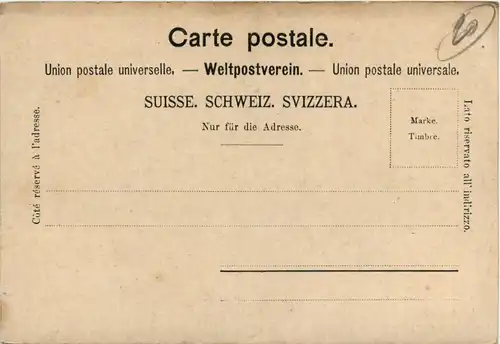 Carte postale.
Union postale universelle. — Weltpostverein. — Union postale universale.
SUISSE. SCHWEIZ. SVIZZERA.
Nur für die Adresse.
Marke.
Timbre.
Côté réservé à l'adresse.
Lato riservato all' indirizzo.